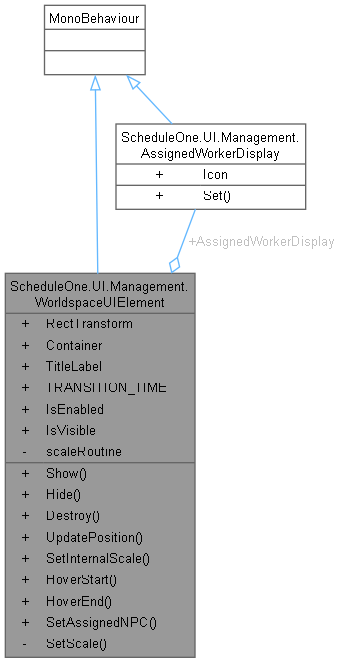 MonoBehaviour
ScheduleOne.UI.Management.
AssignedWorkerDisplay
+ Icon
+ Set()
+AssignedWorkerDisplay
ScheduleOne.UI.Management.
WorldspaceUIElement
+ RectTransform
+ Container
+ TitleLabel
+ TRANSITION_TIME
+ IsEnabled
+ IsVisible
- scaleRoutine
+ Show()
+ Hide()
+ Destroy()
+ UpdatePosition()
+ SetInternalScale()
+ HoverStart()
+ HoverEnd()
+ SetAssignedNPC()
- SetScale()